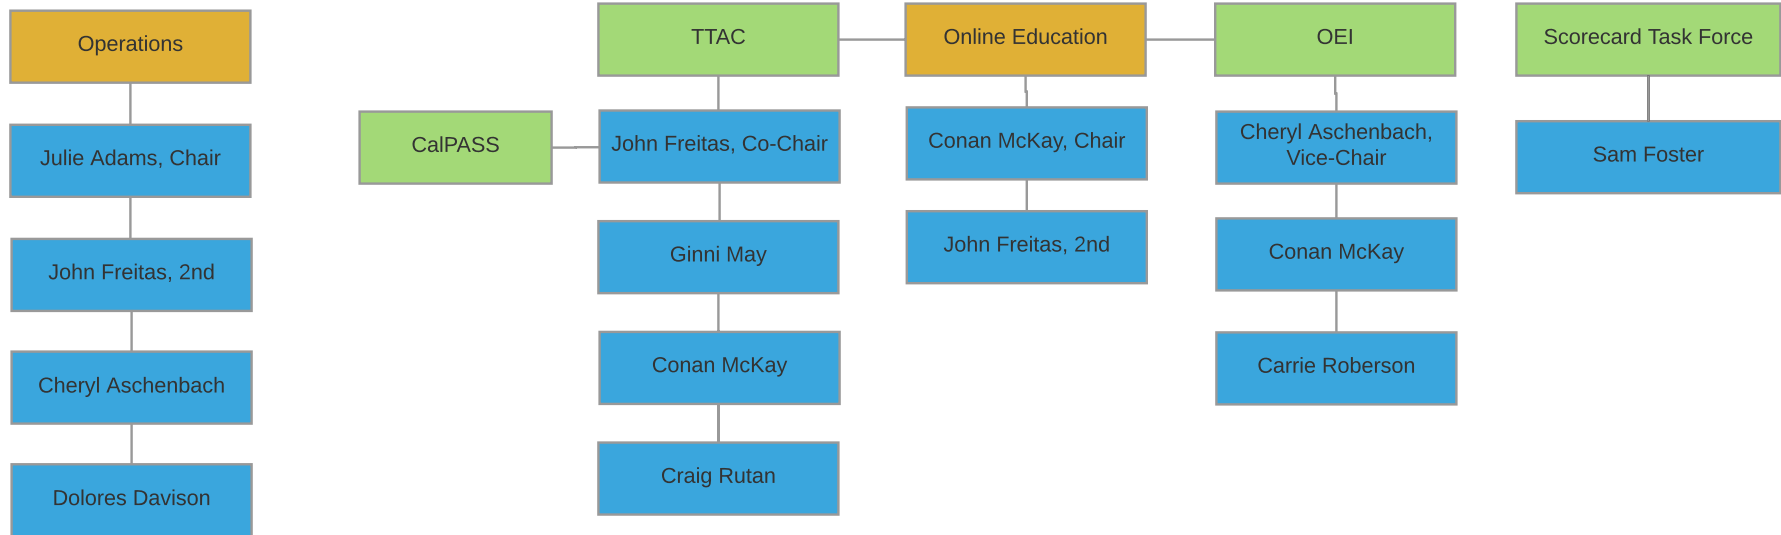 Operations
Julie Adams, Chair
John Freitas, 2nd
Cheryl Aschenbach
Dolores Davison
CalPASS
TTAC
John Freitas, Co-Chair
Ginni May
Conan McKay
Craig Rutan
Online Education
Conan McKay, Chair
John Freitas, 2nd
OEI
Cheryl Aschenbach,
Vice-Chair
Conan McKay
Carrie Roberson
Scorecard Task Force
Sam Foster